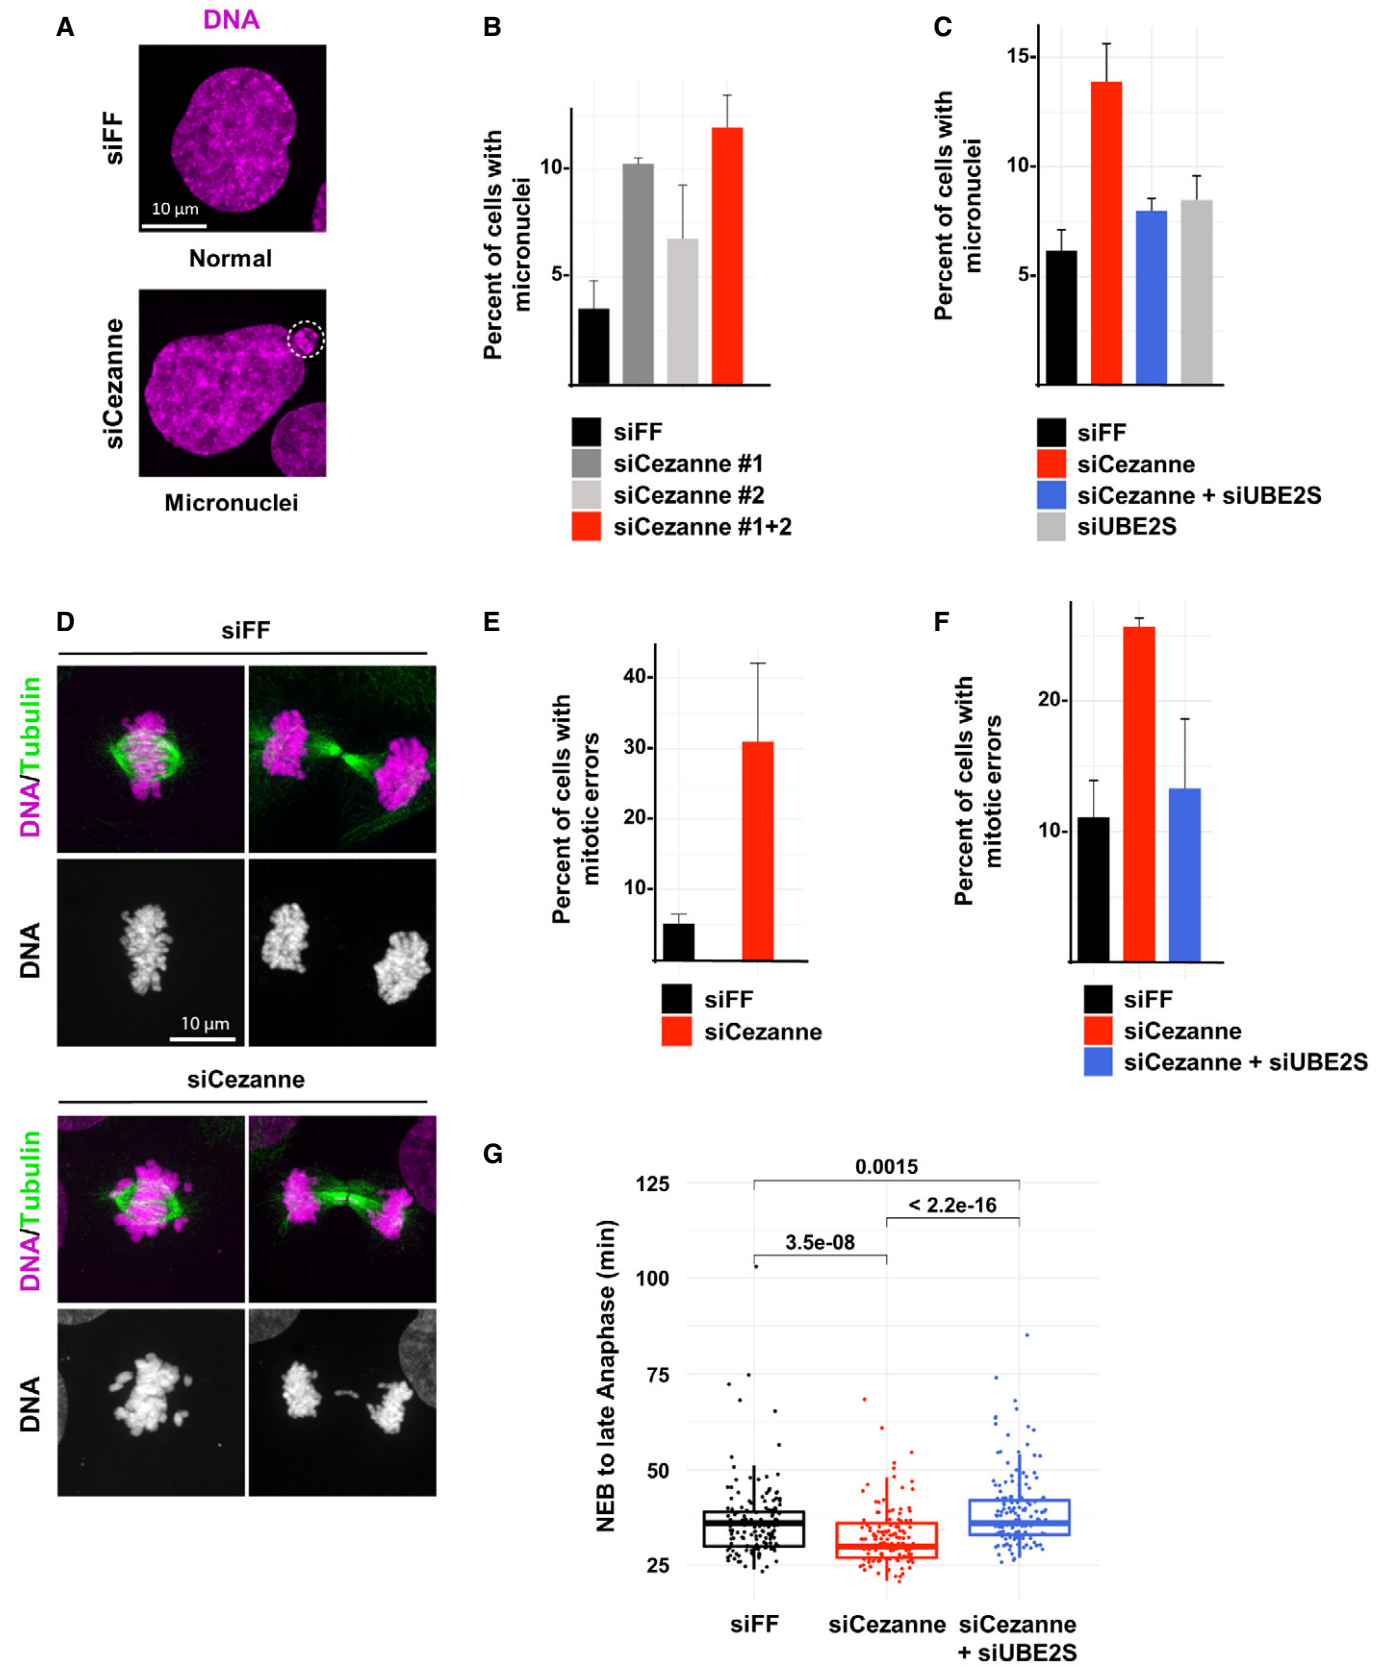 A
DNA
siFF
10 µm
Normal
siCezanne
Micronuclei
B
Percent of cells with
micronuclei
10
5
siFF
siCezanne #1
siCezanne #2
siCezanne #1+2
C
Percent of cells with
micronuclei
15
10
5
siFF
siCezanne
siCezanne + siUBE2S
siUBE2S
D
siFF
DNA/Tubulin
DNA
10 µm
siCezanne
DNA/Tubulin
DNA
E
Percent of cells with
mitotic errors
40
30
20
10
siFF
siCezanne
F
Percent of cells with
mitotic errors
20
10
siFF
siCezanne
siCezanne + siUBE2S
G
NEB to late Anaphase (min)
125
100
75
50
25
0.0015
< 2.2e-16
3.5e-08
siFF
siCezanne
siCezanne
+ siUBE2S